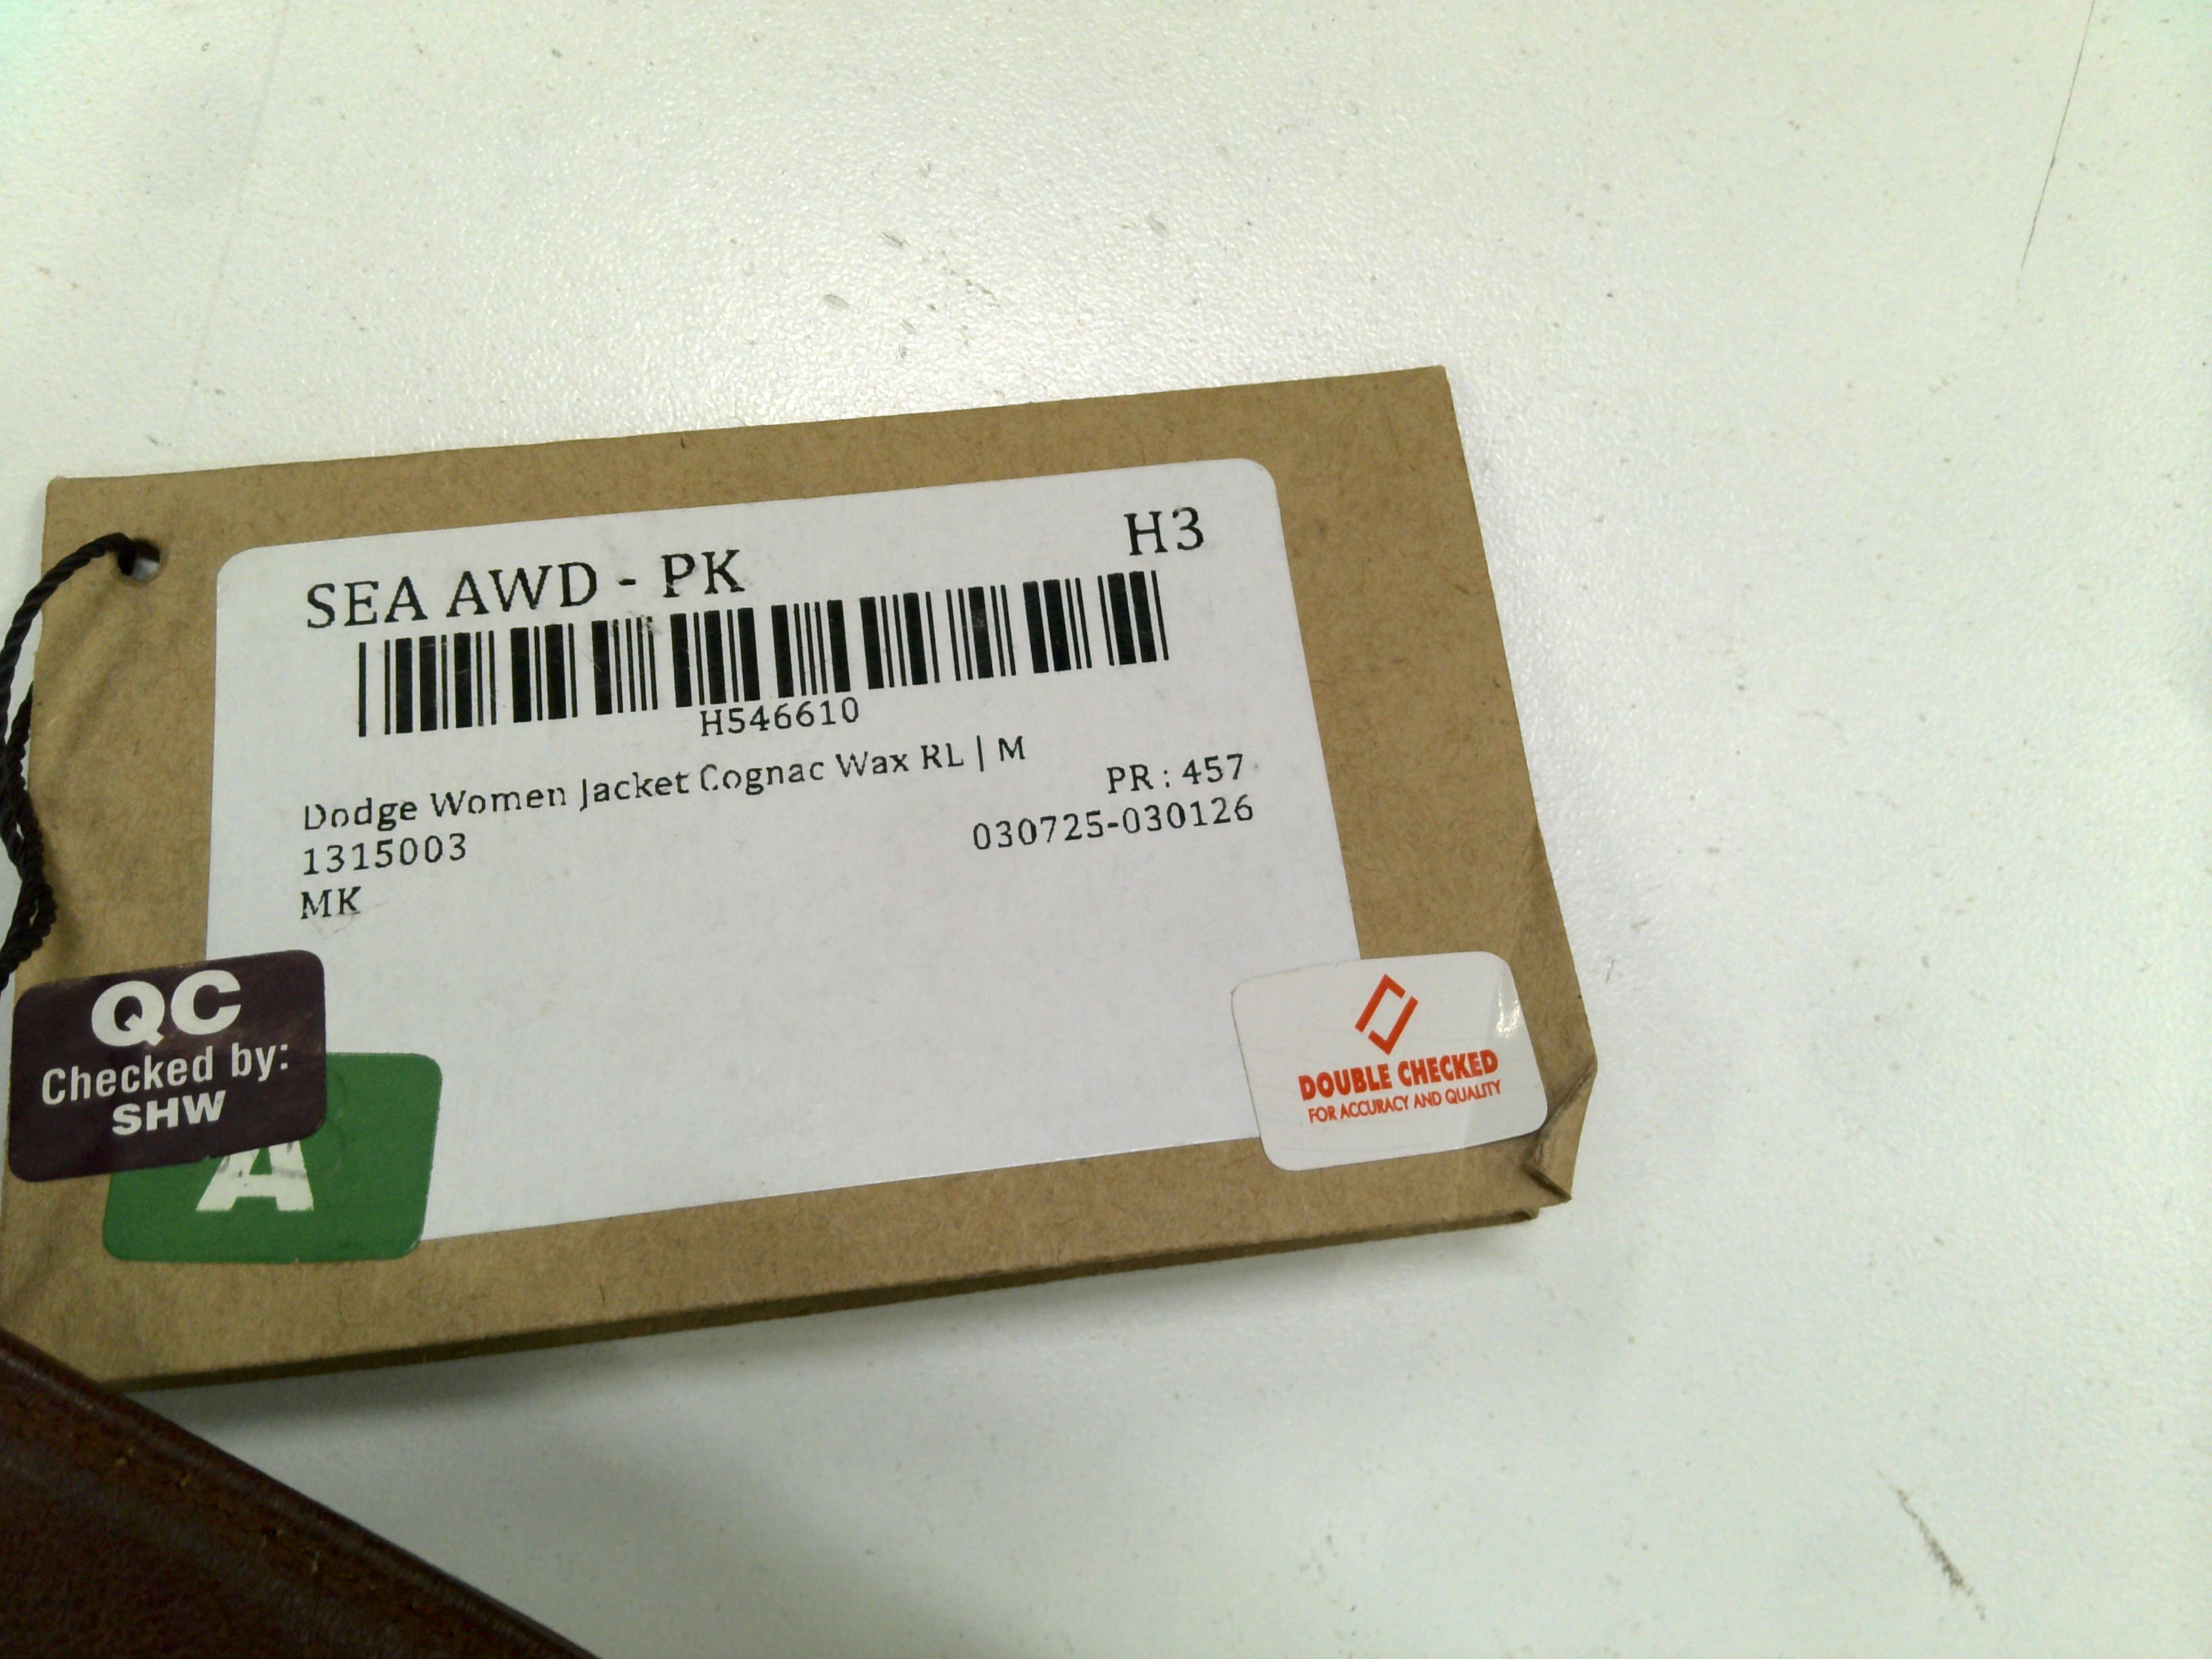 SEA AWD - PK
H3
H546610
Dodge Women Jacket Cognac Wax RL | M
PR : 457
1315003
030725-030126
MK
QC
Checked by:
SHW
A
DOUBLE CHECKED
FOR ACCURACY AND QUALITY